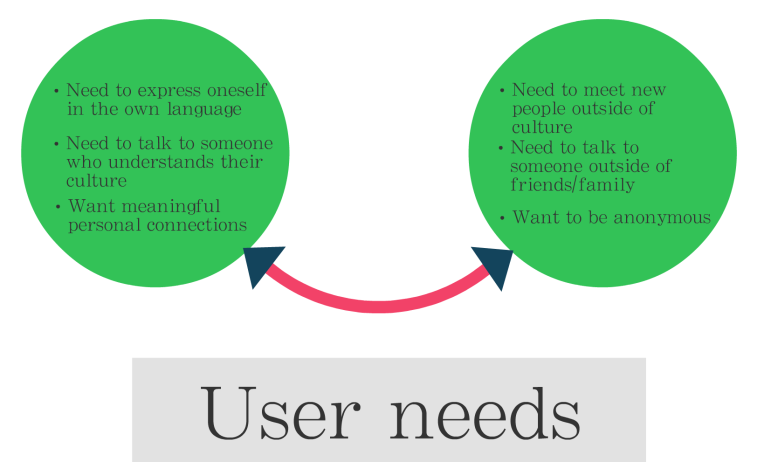 • Need to express oneself
in the own language
• Need to talk to someone
who understands their
culture
• Want meaningful
personal connections
• Need to meet new
people outside of
culture
• Need to talk to
someone outside of
friends/family
• Want to be anonymous
User needs